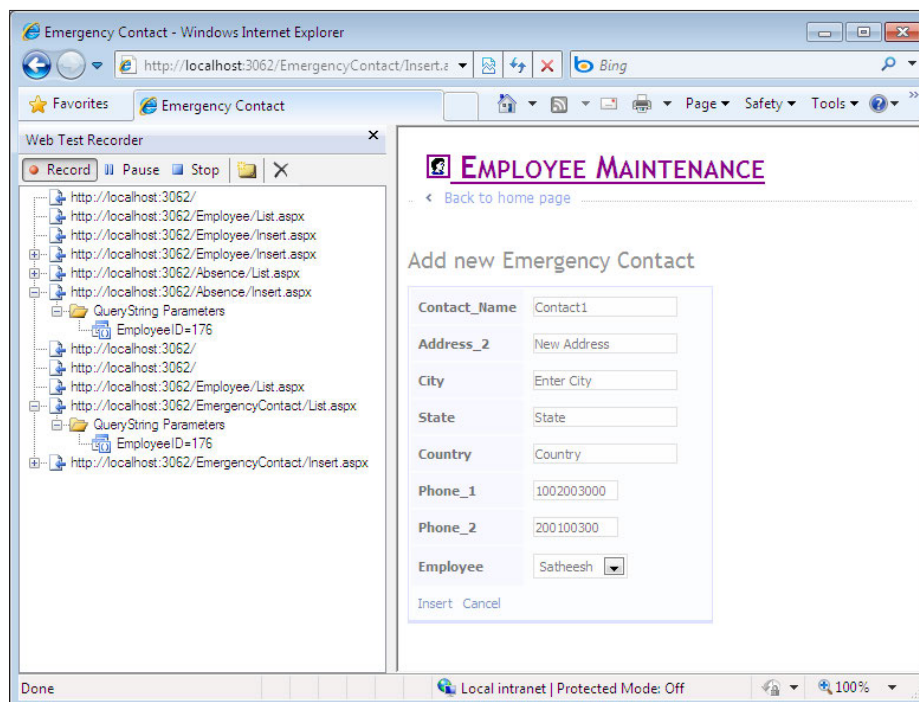 Emergency Contact - Windows Internet Explorer
http://localhost:3062/EmergencyContact/Insert.a
Bing
Favorites
Emergency Contact
Page
Safety
Tools
»
Web Test Recorder
Record
Pause
Stop
http://localhost:3062/
http://localhost:3062/Employee/List.aspx
http://localhost:3062/Employee/Insert.aspx
http://localhost:3062/Employee/Insert.aspx
http://localhost:3062/Absence/List.aspx
http://localhost:3062/Absence/Insert.aspx
QueryString Parameters
EmployeeID=176
http://localhost:3062/
http://localhost:3062/
http://localhost:3062/Employee/List.aspx
http://localhost:3062/EmergencyContact/List.aspx
QueryString Parameters
EmployeeID=176
http://localhost:3062/EmergencyContact/Insert.aspx
EMPLOYEE MAINTENANCE
Back to home page
Add new Emergency Contact
Contact_Name Contact1
Address_2 New Address
City Enter City
State State
Country Country
Phone_1 1002003000
Phone_2 200100300
Employee Satheesh
Insert Cancel
Done
Local intranet | Protected Mode: Off
100%